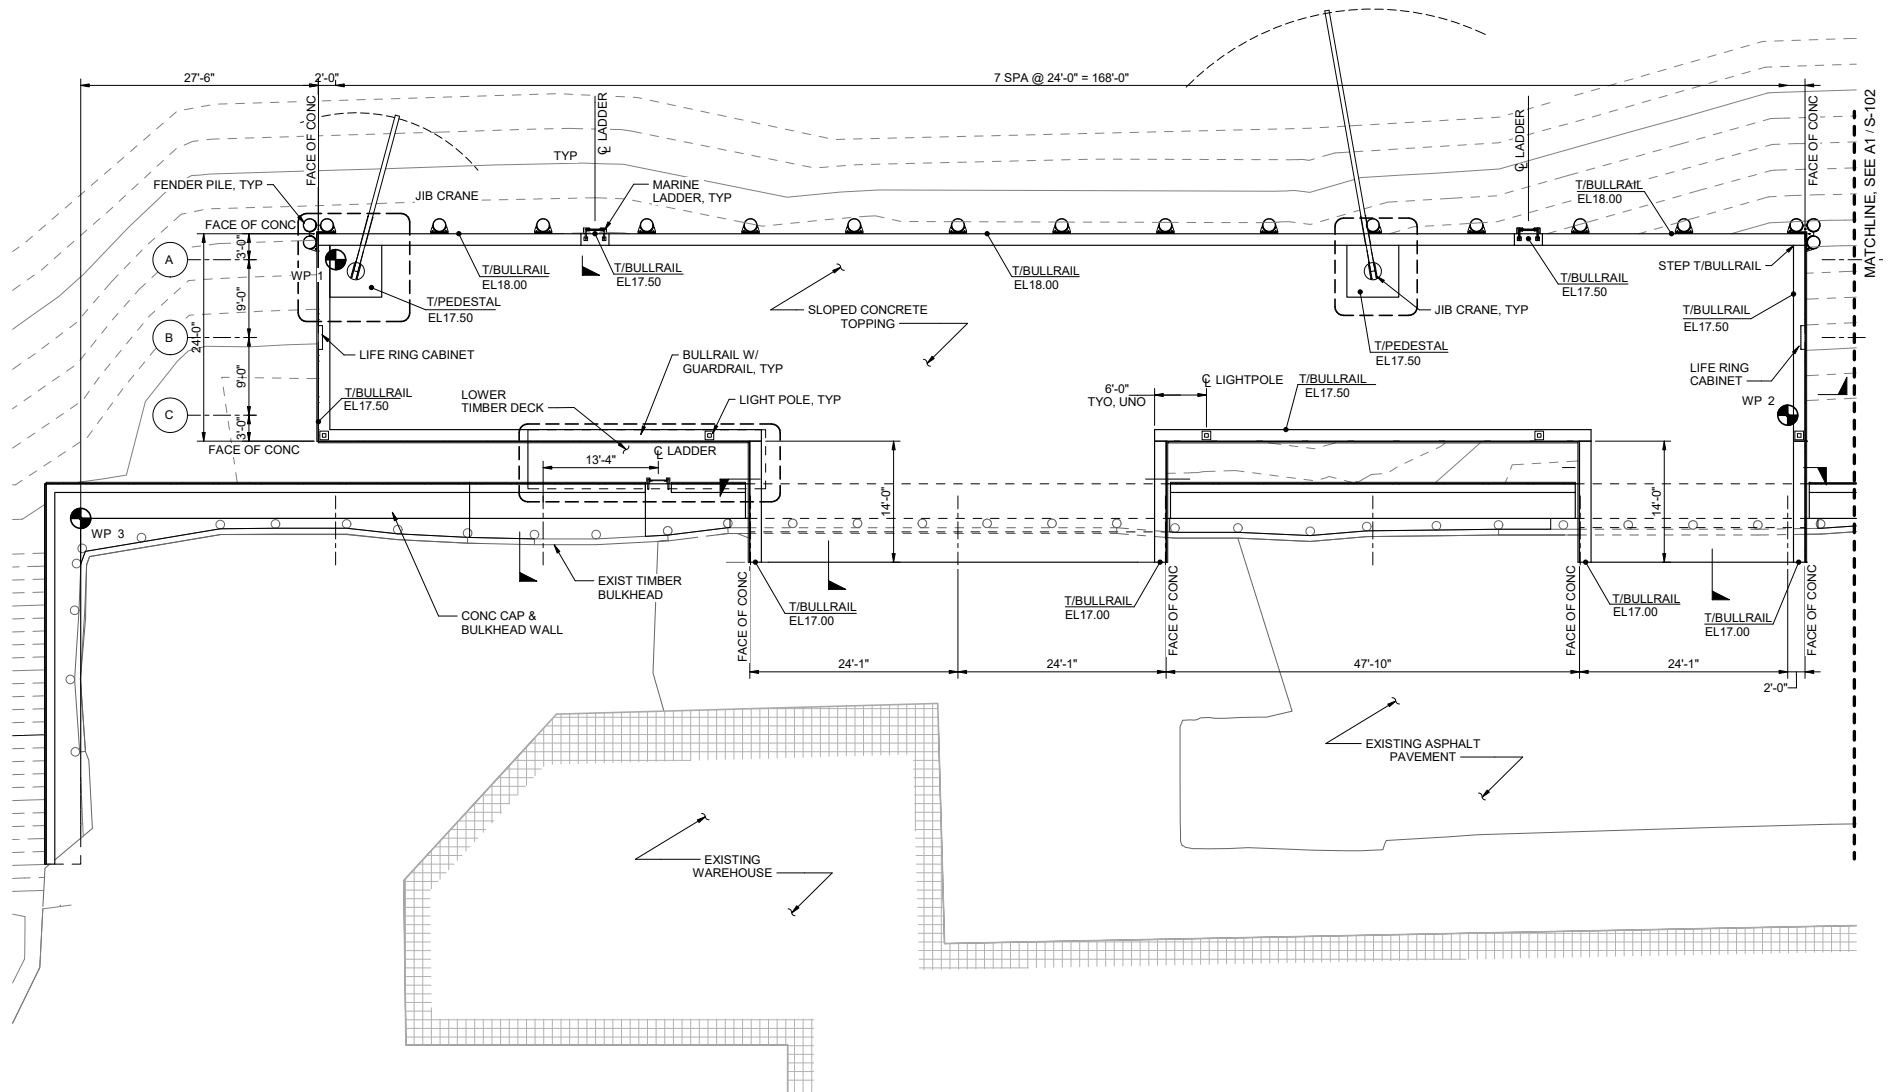 27'-6"
2'-0"
7 SPA @ 24'-0" = 168'-0"
FACE OF CONC
℄ LADDER
℄ LADDER
FACE OF CONC
MATCHLINE, SEE A1 / S-102
TYP
FENDER PILE, TYP
JIB CRANE
MARINE
LADDER, TYP
T/BULLRAIL
EL18.00
FACE OF CONC
A
3'-0"
WP 1
T/BULLRAIL
EL18.00
T/BULLRAIL
EL17.50
T/BULLRAIL
EL18.00
T/BULLRAIL
EL17.50
STEP T/BULLRAIL
T/PEDESTAL
EL17.50
SLOPED CONCRETE
TOPPING
JIB CRANE, TYP
T/BULLRAIL
EL17.50
9'-0"
24'-0"
B
LIFE RING CABINET
BULLRAIL W/
GUARDRAIL, TYP
T/PEDESTAL
EL17.50
LIFE RING
CABINET
9'-0"
T/BULLRAIL
EL17.50
LOWER
TIMBER DECK
LIGHT POLE, TYP
6'-0"
TYO, UNO
℄ LIGHTPOLE
T/BULLRAIL
EL17.50
WP 2
C
3'-0"
FACE OF CONC
13'-4"
℄ LADDER
14'-0"
14'-0"
WP 3
EXIST TIMBER
BULKHEAD
CONC CAP &
BULKHEAD WALL
FACE OF CONC
T/BULLRAIL
EL17.00
T/BULLRAIL
EL17.00
FACE OF CONC
FACE OF CONC
T/BULLRAIL
EL17.00
T/BULLRAIL
EL17.00
FACE OF CONC
24'-1"
24'-1"
47'-10"
24'-1"
2'-0"
EXISTING ASPHALT
PAVEMENT
EXISTING
WAREHOUSE